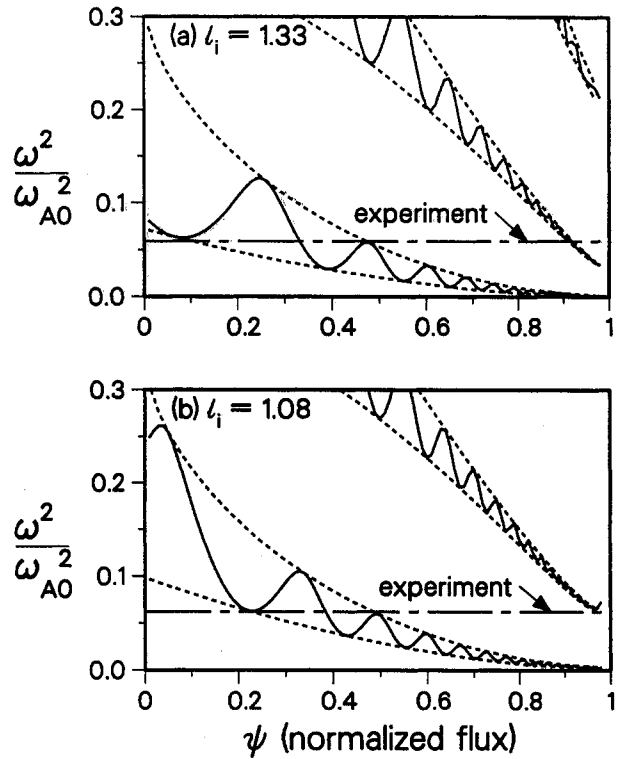 (a) ℓi = 1.33
0.3
0.2
ω²
ωA0²
0.1
experiment
0.0
0 0.2 0.4 0.6 0.8 1
ψ (normalized flux)
(b) ℓi = 1.08
0.3
0.2
ω²
ωA0²
0.1
experiment
0.0
0 0.2 0.4 0.6 0.8 1
ψ (normalized flux)